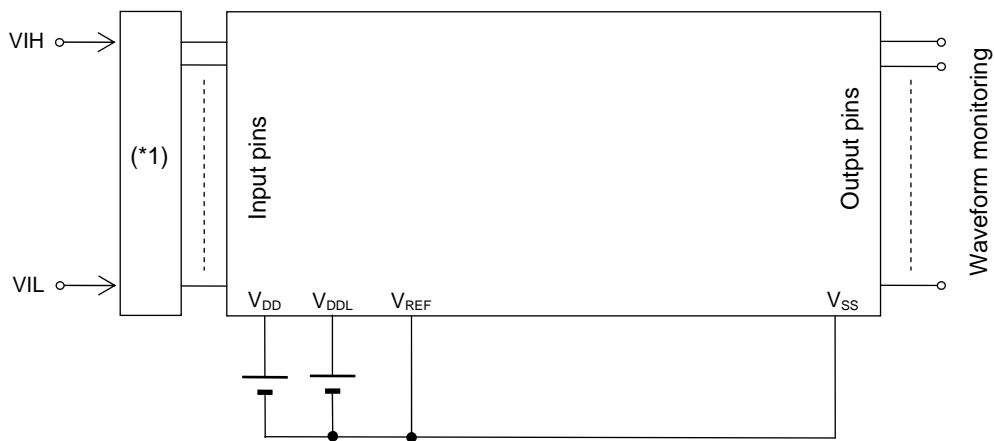 VIH
(*1)
VIL
Input pins
Output pins
Waveform monitoring
VDD
VDDL
VREF
VSS